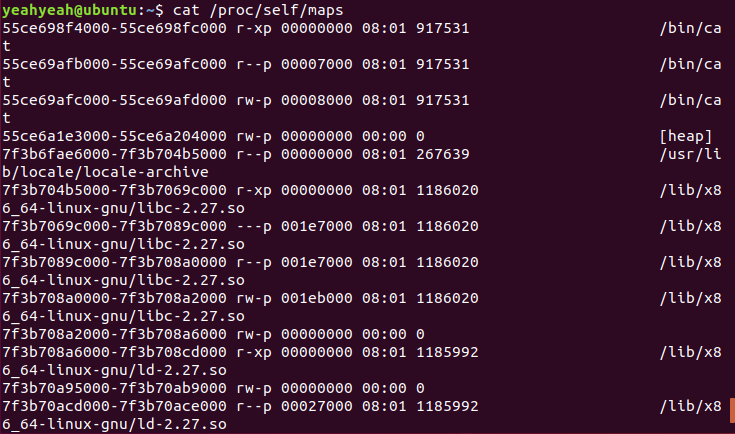 yeahyeah@ubuntu:~$ cat /proc/self/maps
55ce698f4000-55ce698fc000 r-xp 00000000 08:01 917531                     /bin/ca
t
55ce69afb000-55ce69afc000 r--p 00007000 08:01 917531                     /bin/ca
t
55ce69afc000-55ce69afd000 rw-p 00008000 08:01 917531                     /bin/ca
t
55ce6a1e3000-55ce6a204000 rw-p 00000000 00:00 0                          [heap]
7f3b6fae6000-7f3b704b5000 r--p 00000000 08:01 267639                     /usr/li
b/locale/locale-archive
7f3b704b5000-7f3b7069c000 r-xp 00000000 08:01 1186020                    /lib/x8
6_64-linux-gnu/libc-2.27.so
7f3b7069c000-7f3b7089c000 ---p 001e7000 08:01 1186020                    /lib/x8
6_64-linux-gnu/libc-2.27.so
7f3b7089c000-7f3b708a0000 r--p 001e7000 08:01 1186020                    /lib/x8
6_64-linux-gnu/libc-2.27.so
7f3b708a0000-7f3b708a2000 rw-p 001eb000 08:01 1186020                    /lib/x8
6_64-linux-gnu/libc-2.27.so
7f3b708a2000-7f3b708a6000 rw-p 00000000 00:00 0
7f3b708a6000-7f3b708cd000 r-xp 00000000 08:01 1185992                    /lib/x8
6_64-linux-gnu/ld-2.27.so
7f3b70a95000-7f3b70ab9000 rw-p 00000000 00:00 0
7f3b70acd000-7f3b70ace000 r--p 00027000 08:01 1185992                    /lib/x8
6_64-linux-gnu/ld-2.27.so